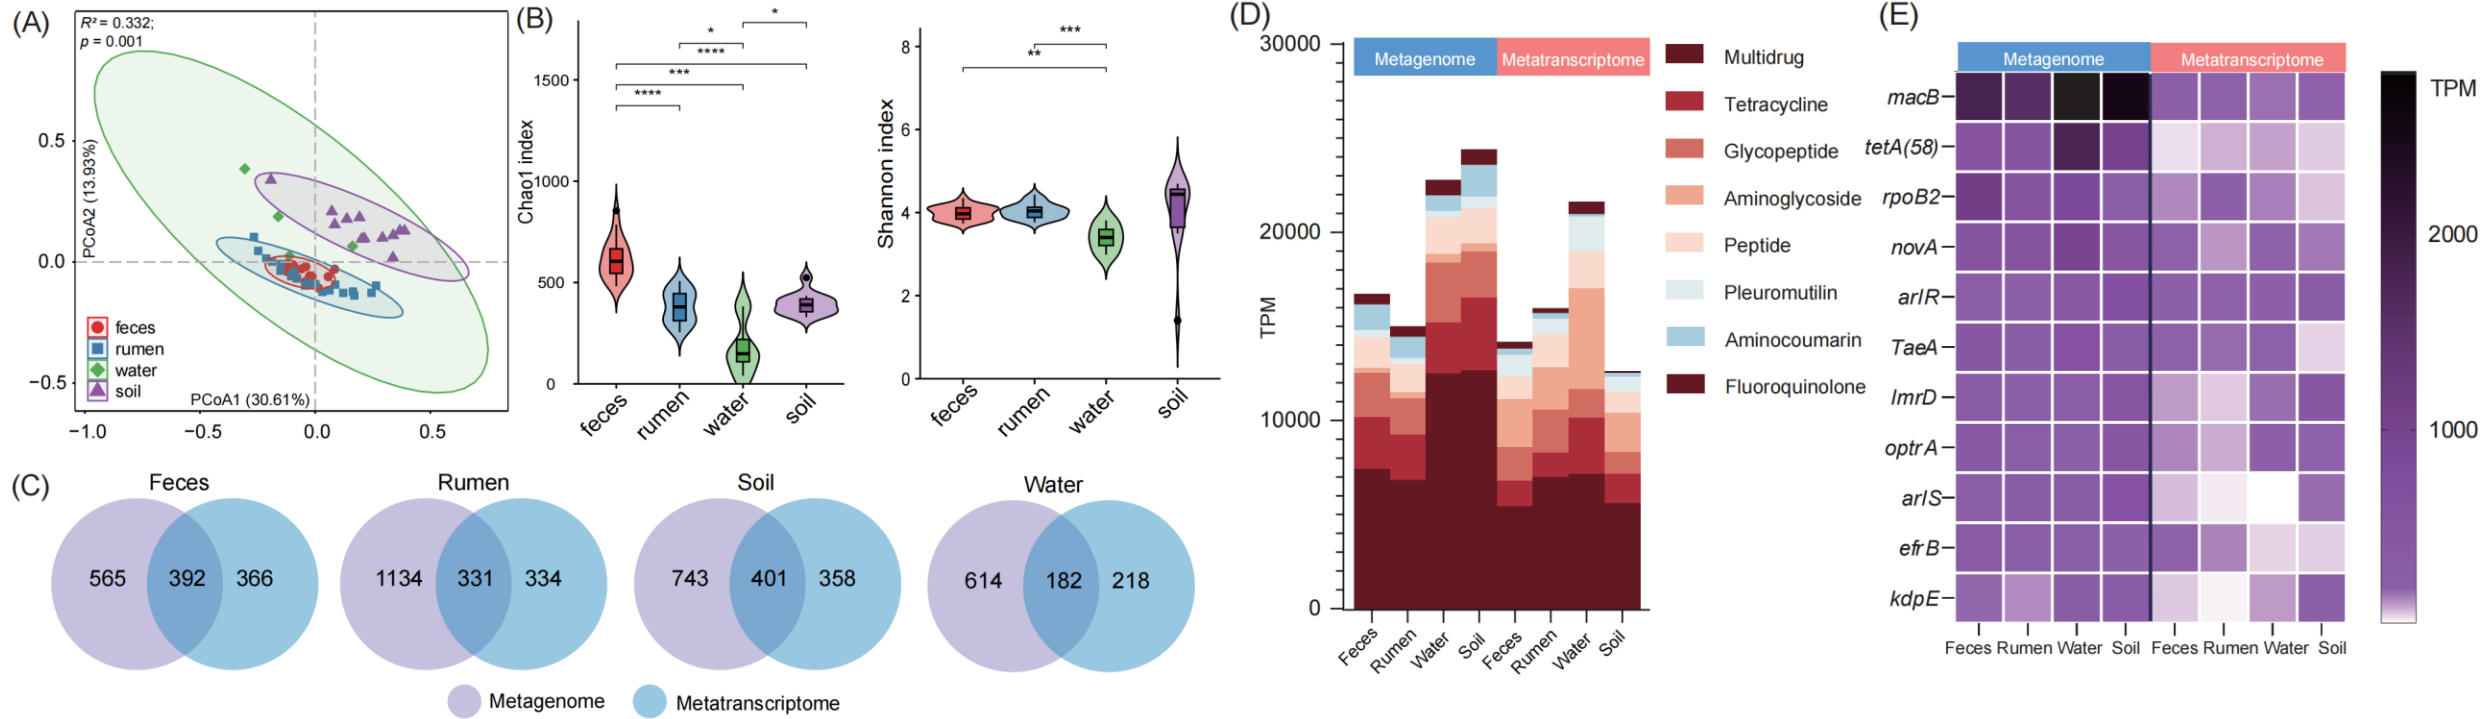 (A)
R² = 0.332;
p = 0.001
PCoA2 (13.93%)
0.5
0.0
−0.5
feces
rumen
water
soil
PCoA1 (30.61%)
−1.0
−0.5
0.0
0.5
(B)
Chao1 index
1500
1000
500
0
*
*
****
***
****
feces
rumen
water
soil
Shannon index
8
6
4
2
0
***
**
feces
rumen
water
soil
(C)
Feces
565
392
366
Rumen
1134
331
334
Soil
743
401
358
Water
614
182
218
Metagenome
Metatranscriptome
(D)
TPM
30000
20000
10000
0
Metagenome
Metatranscriptome
Feces
Rumen
Water
Soil
Feces
Rumen
Water
Soil
Multidrug
Tetracycline
Glycopeptide
Aminoglycoside
Peptide
Pleuromutilin
Aminocoumarin
Fluoroquinolone
(E)
Metagenome
Metatranscriptome
macB
tetA(58)
rpoB2
novA
arlR
TaeA
lmrD
optrA
arlS
efrB
kdpE
Feces Rumen Water Soil Feces Rumen Water Soil
TPM
2000
1000